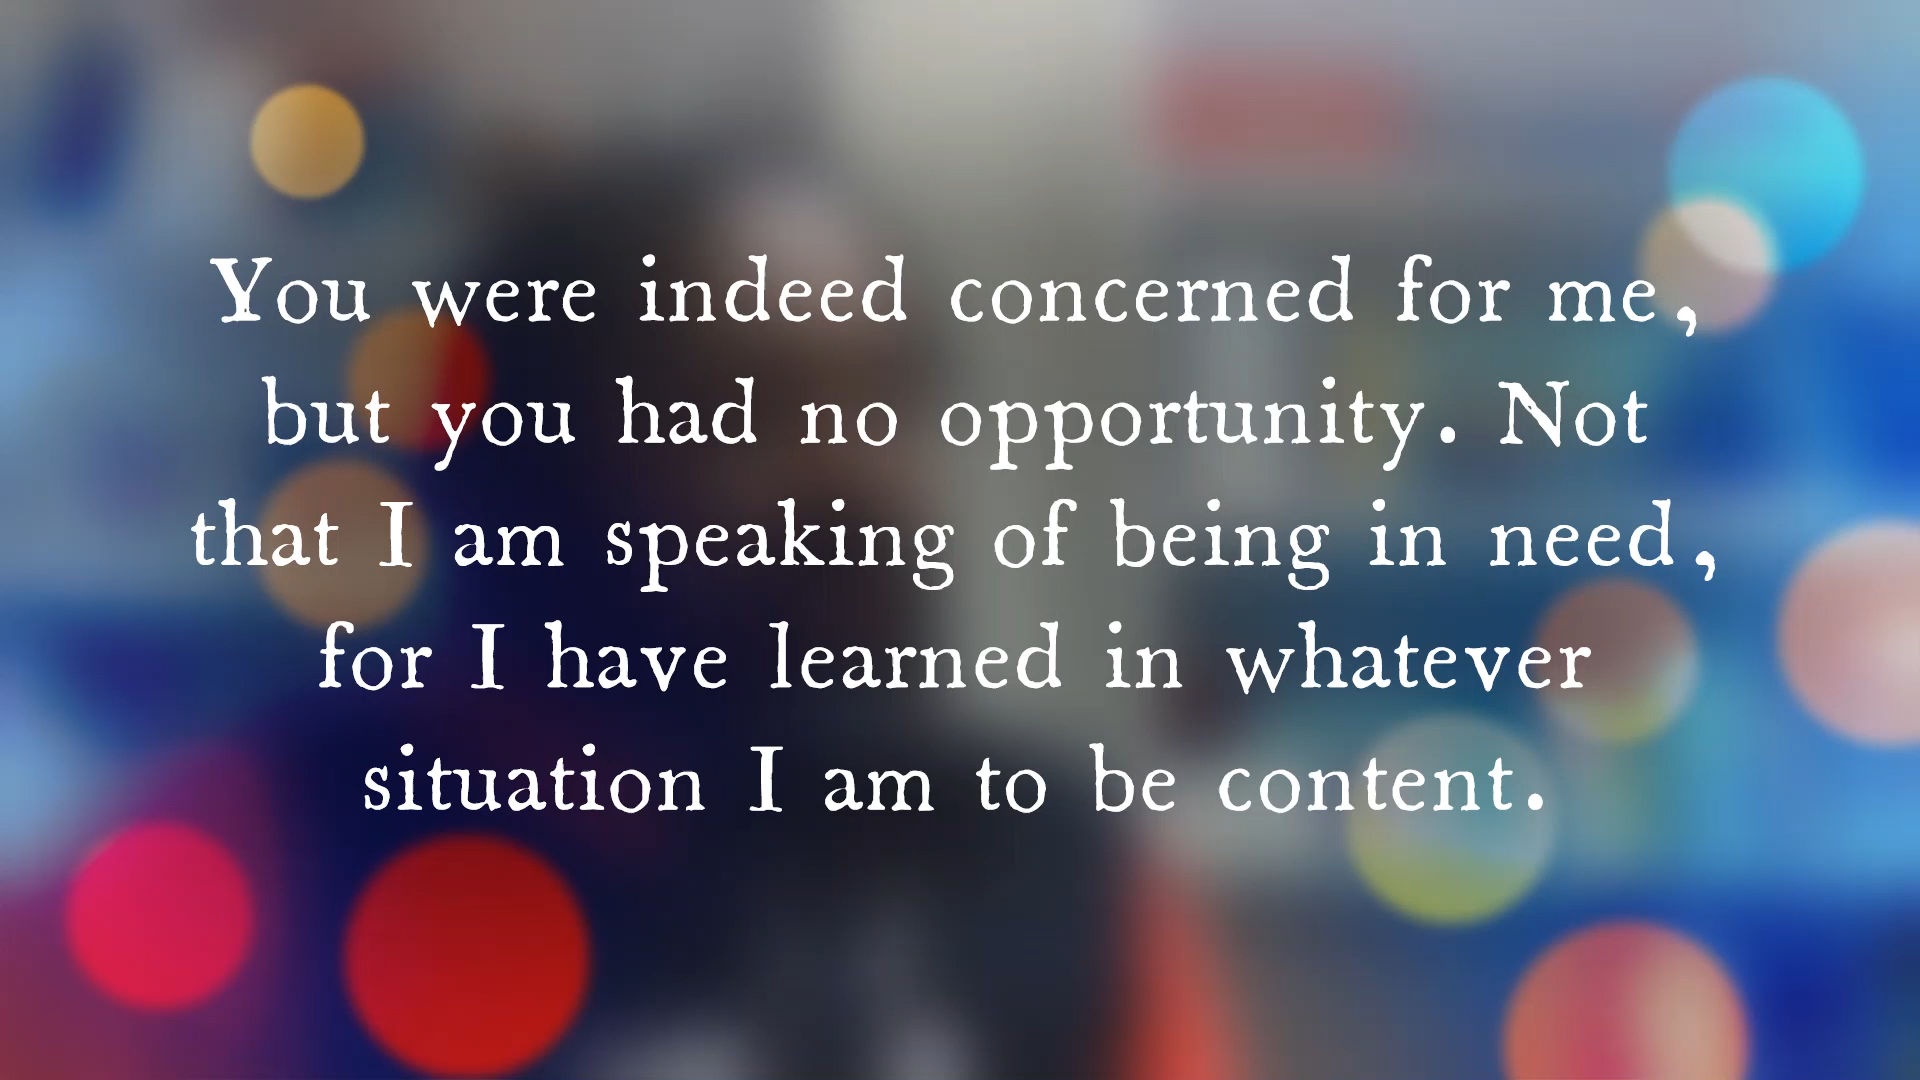 You were indeed concerned for me,
but you had no opportunity. Not
that I am speaking of being in need,
for I have learned in whatever
situation I am to be content.